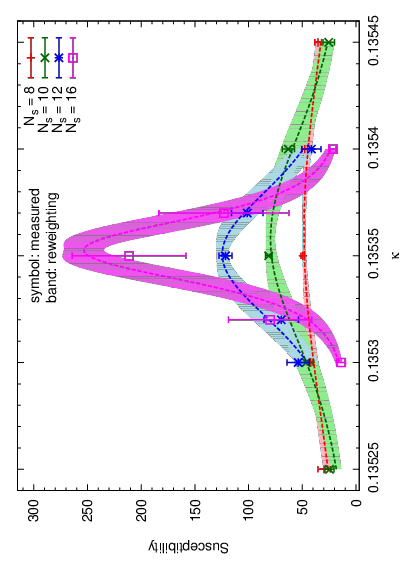 N_s = 8
N_s = 10
N_s = 12
N_s = 16
symbol: measured
band: reweighting
Susceptibility
300
250
200
150
100
50
0
0.13525
0.1353
0.13535
0.1354
0.13545
κ